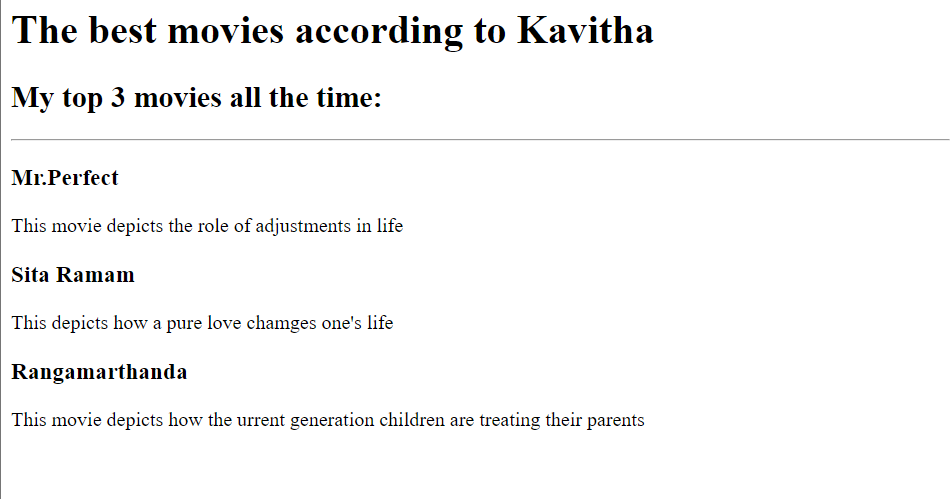 The best movies according to Kavitha
My top 3 movies all the time:
Mr.Perfect
This movie depicts the role of adjustments in life
Sita Ramam
This depicts how a pure love chamges one's life
Rangamarthanda
This movie depicts how the urrent generation children are treating their parents